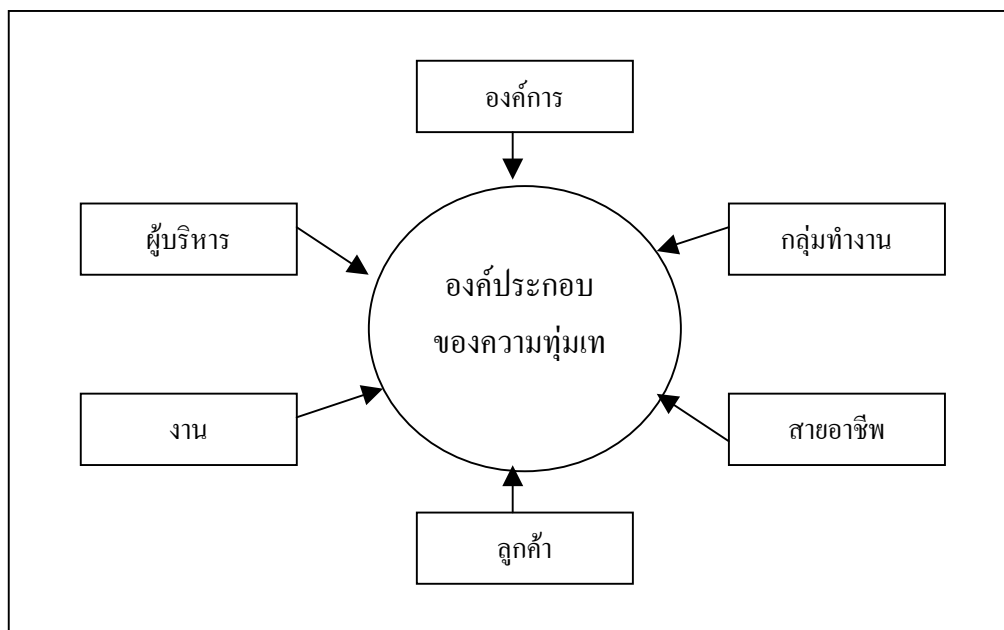 องค์การ
ผู้บริหาร
กลุ่มทำงาน
องค์ประกอบ
ของความทุ่มเท
งาน
สายอาชีพ
ลูกค้า